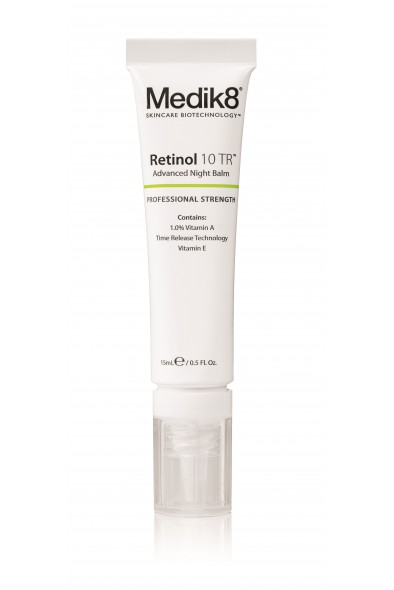 Medik8®
SKINCARE BIOTECHNOLOGY™
Retinol 10 TR™
Advanced Night Balm
PROFESSIONAL STRENGTH
Contains:
1.0% Vitamin A
Time Release Technology
Vitamin E
15mL ℮ / 0.5 Fl. Oz.